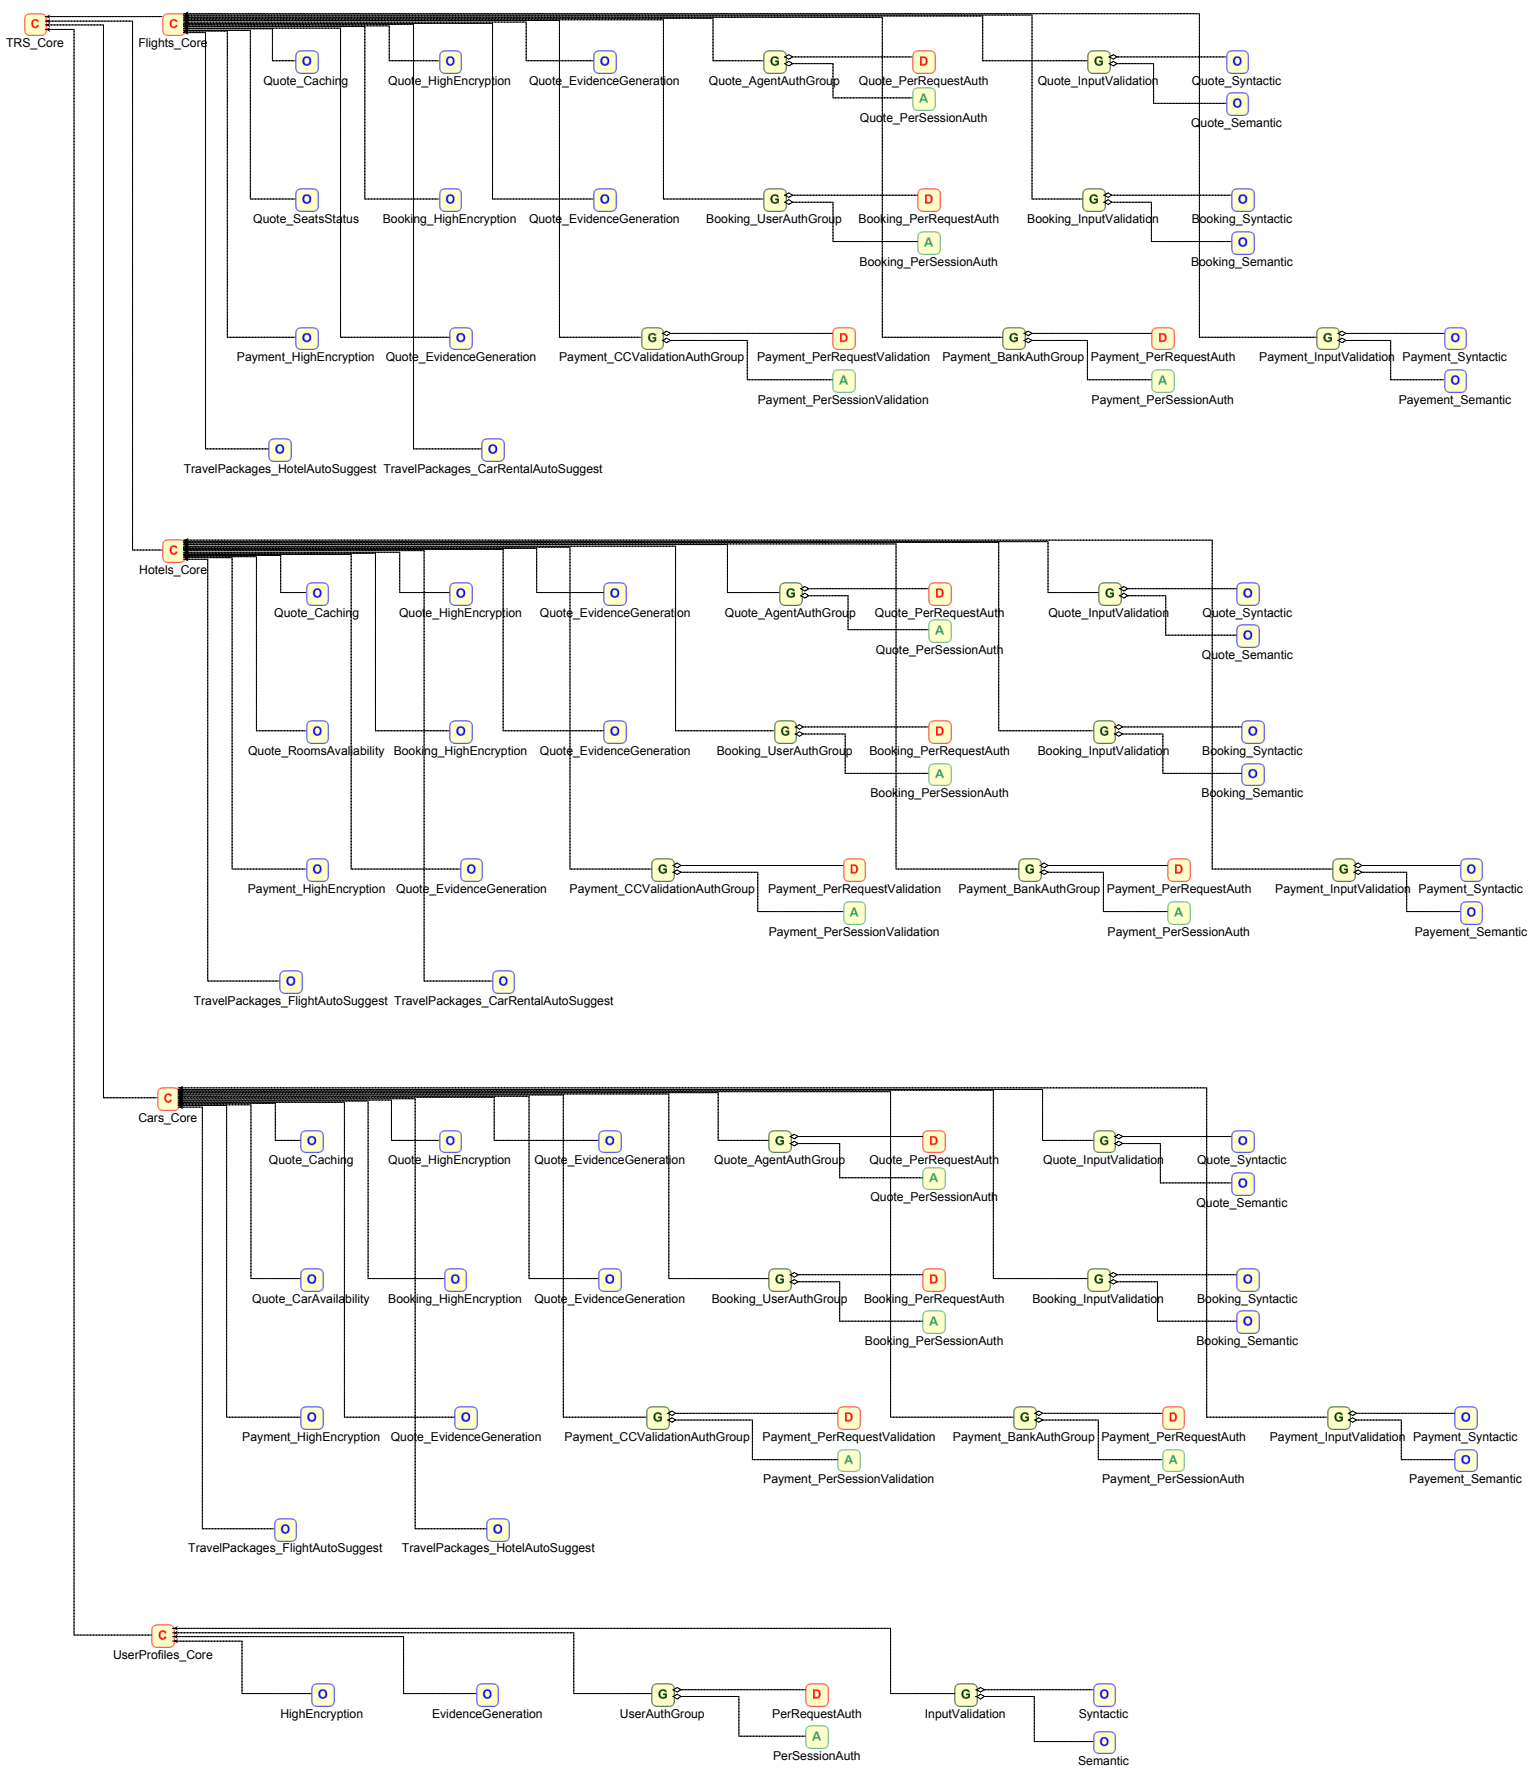 C C
TRS_Core Flights_Core
O O O G D G O
Quote_Caching Quote_HighEncryption Quote_EvidenceGeneration Quote_AgentAuthGroup Quote_PerRequestAuth Quote_InputValidation Quote_Syntactic
A O
Quote_PerSessionAuth Quote_Semantic
O O O G D G O
Quote_SeatsStatus Booking_HighEncryption Quote_EvidenceGeneration Booking_UserAuthGroup Booking_PerRequestAuth Booking_InputValidation Booking_Syntactic
A O
Booking_PerSessionAuth Booking_Semantic
O O G D G D G O
Payment_HighEncryption Quote_EvidenceGeneration Payment_CCValidationAuthGroup Payment_PerRequestValidation Payment_BankAuthGroup Payment_PerRequestAuth Payment_InputValidation Payment_Syntactic
A A O
Payment_PerSessionValidation Payment_PerSessionAuth Payement_Semantic
O O
TravelPackages_HotelAutoSuggest TravelPackages_CarRentalAutoSuggest
C
Hotels_Core
O O O G D G O
Quote_Caching Quote_HighEncryption Quote_EvidenceGeneration Quote_AgentAuthGroup Quote_PerRequestAuth Quote_InputValidation Quote_Syntactic
A O
Quote_PerSessionAuth Quote_Semantic
O O O G D G O
Quote_RoomsAvaliability Booking_HighEncryption Quote_EvidenceGeneration Booking_UserAuthGroup Booking_PerRequestAuth Booking_InputValidation Booking_Syntactic
A O
Booking_PerSessionAuth Booking_Semantic
O O G D G D G O
Payment_HighEncryption Quote_EvidenceGeneration Payment_CCValidationAuthGroup Payment_PerRequestValidation Payment_BankAuthGroup Payment_PerRequestAuth Payment_InputValidation Payment_Syntactic
A A O
Payment_PerSessionValidation Payment_PerSessionAuth Payement_Semantic
O O
TravelPackages_FlightAutoSuggest TravelPackages_CarRentalAutoSuggest
C
Cars_Core
O O O G D G O
Quote_Caching Quote_HighEncryption Quote_EvidenceGeneration Quote_AgentAuthGroup Quote_PerRequestAuth Quote_InputValidation Quote_Syntactic
A O
Quote_PerSessionAuth Quote_Semantic
O O O G D G O
Quote_CarAvailability Booking_HighEncryption Quote_EvidenceGeneration Booking_UserAuthGroup Booking_PerRequestAuth Booking_InputValidation Booking_Syntactic
A O
Booking_PerSessionAuth Booking_Semantic
O O G D G D G O
Payment_HighEncryption Quote_EvidenceGeneration Payment_CCValidationAuthGroup Payment_PerRequestValidation Payment_BankAuthGroup Payment_PerRequestAuth Payment_InputValidation Payment_Syntactic
A A O
Payment_PerSessionValidation Payment_PerSessionAuth Payement_Semantic
O O
TravelPackages_FlightAutoSuggest TravelPackages_HotelAutoSuggest
C
UserProfiles_Core
O O G D G O
HighEncryption EvidenceGeneration UserAuthGroup PerRequestAuth InputValidation Syntactic
A O
PerSessionAuth Semantic